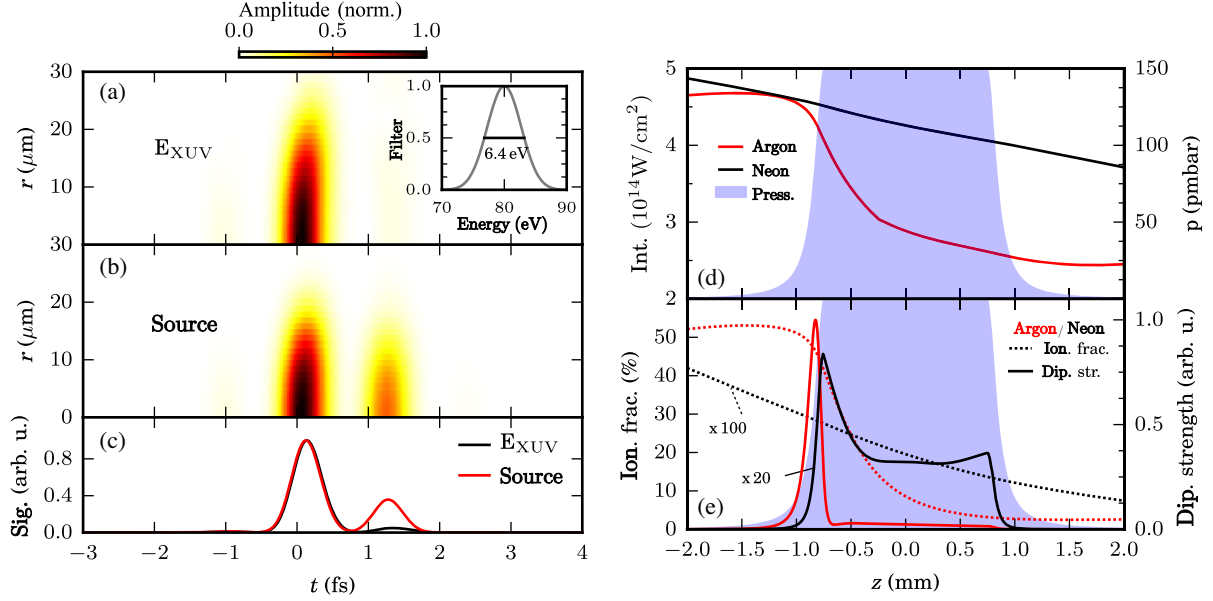 Amplitude (norm.)
0.0 0.5 1.0
(a)
E_XUV
30
20
10
30
r (μm)
Filter
1.0
0.5
0.0
6.4 eV
70 80 90
Energy (eV)
(b)
Source
20
10
0
r (μm)
(c)
E_XUV
Source
0.8
0.4
0.0
Sig. (arb. u.)
−3 −2 −1 0 1 2 3 4
t (fs)
5
4
3
2
Int. (10^14 W/cm^2)
Argon
Neon
Press.
(d)
150
100
50
p (pmbar)
50
40
30
20
10
0
Ion. frac. (%)
Argon/Neon
Ion. frac.
Dip. str.
x 100
x 20
(e)
1.0
0.5
0.0
Dip. strength (arb. u.)
−2.0 −1.5 −1.0 −0.5 0.0 0.5 1.0 1.5 2.0
z (mm)